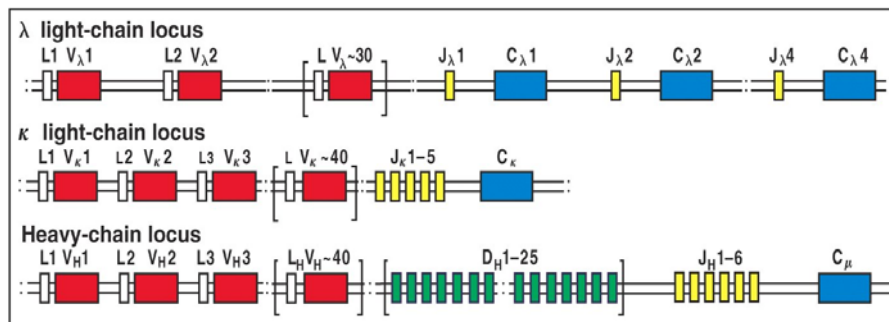 λ light-chain locus
L1 Vλ1 L2 Vλ2 L Vλ~30 Jλ1 Cλ1 Jλ2 Cλ2 Jλ4 Cλ4
κ light-chain locus
L1 Vκ1 L2 Vκ2 L3 Vκ3 L Vκ~40 Jκ1–5 Cκ
Heavy-chain locus
L1 VH1 L2 VH2 L3 VH3 LHVH~40 DH1–25 JH1–6 Cμ